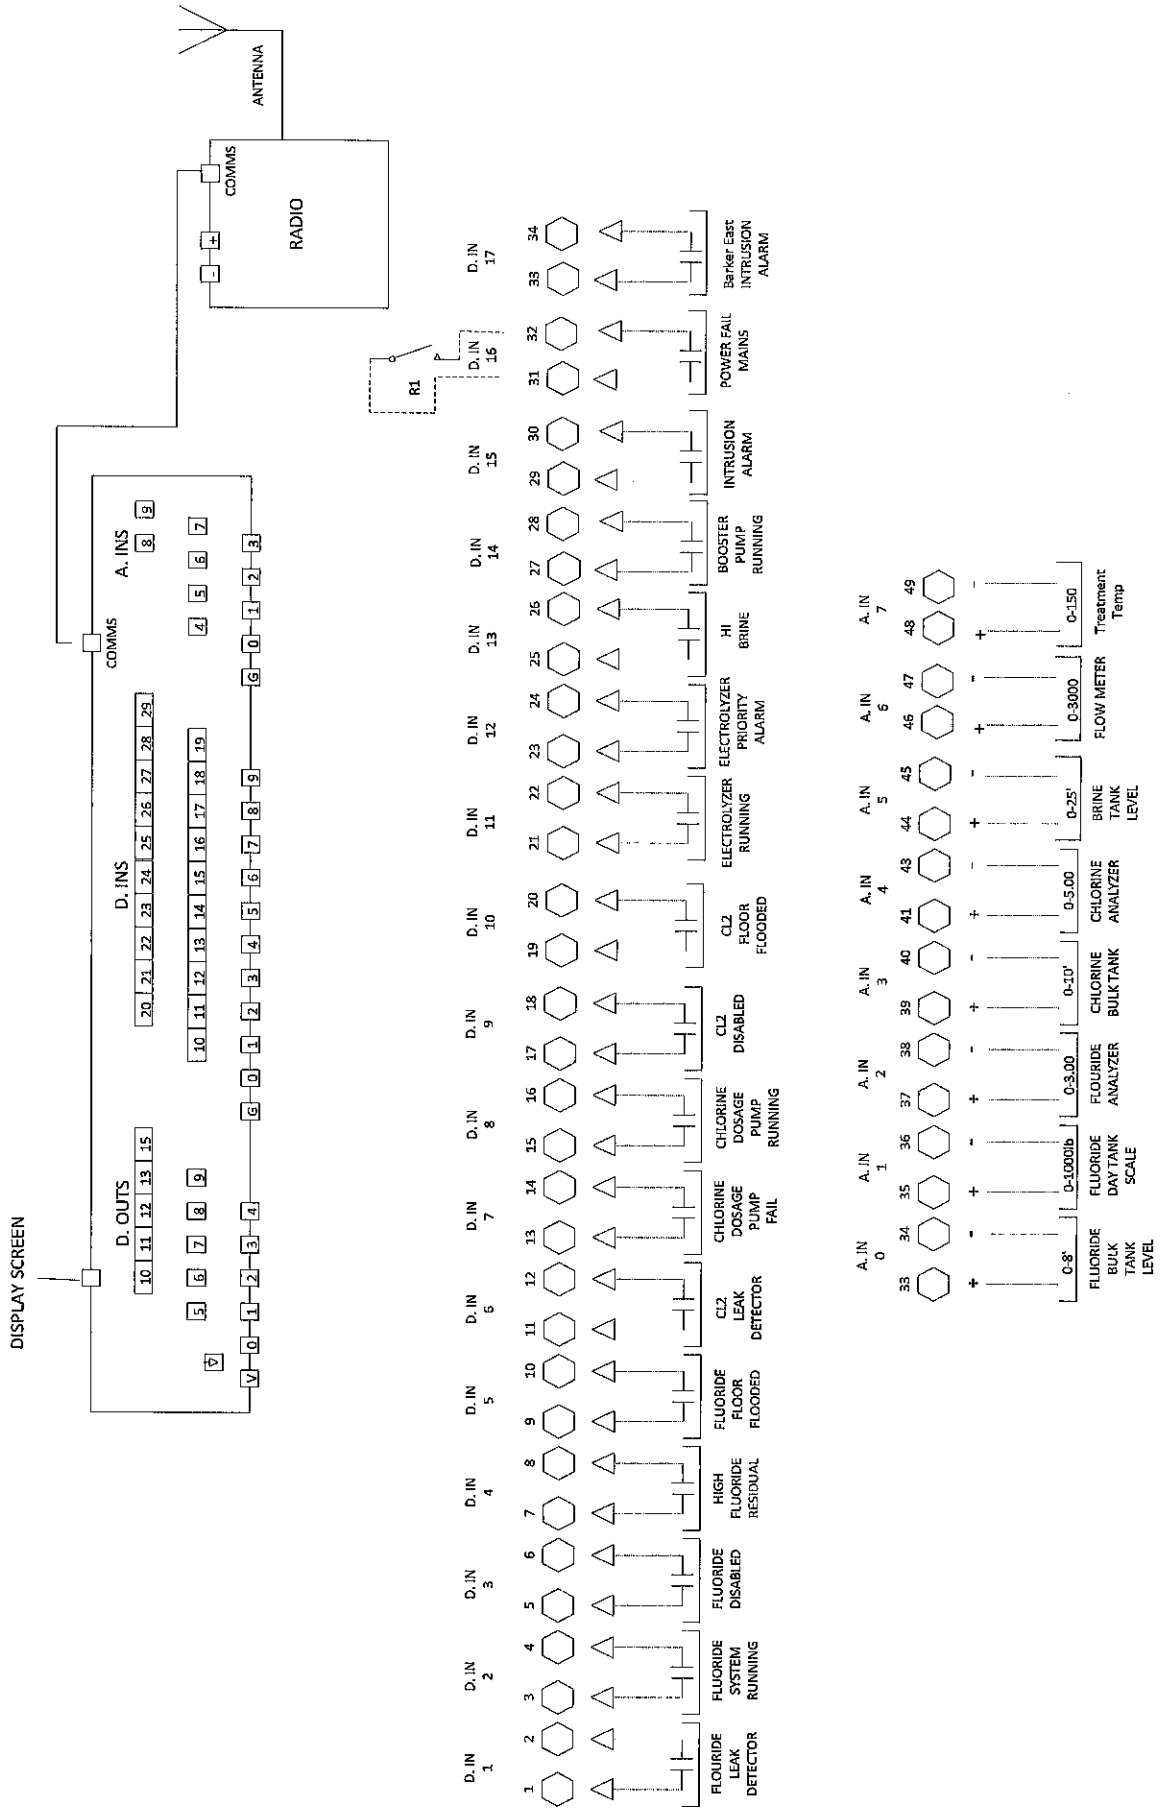 DISPLAY SCREEN
D. OUTS
10 11 12 13 15
5 6 7 8 9
V 0 1 2 3 4
D. INS
20 21 22 23 24 25 26 27 28 29
10 11 12 13 14 15 16 17 18 19
G 0 1 2 3 4 5 6 7 8 9
COMMS
A. INS
8 9
4 5 6 7
G 0 1 2 3
- +
COMMS
RADIO
ANTENNA
R1
D. IN
1
1 2
FLOURIDE
LEAK
DETECTOR
D. IN
2
3 4
FLUORIDE
SYSTEM
RUNNING
D. IN
3
5 6
FLUORIDE
DISABLED
D. IN
4
7 8
HIGH
FLUORIDE
RESIDUAL
D. IN
5
9 10
FLUORIDE
FLOOR
FLOODED
D. IN
6
11 12
CL2
LEAK
DETECTOR
D. IN
7
13 14
CHLORINE
DOSAGE
PUMP
FAIL
D. IN
8
15 16
CHLORINE
DOSAGE
PUMP
RUNNING
D. IN
9
17 18
CL2
DISABLED
D. IN
10
19 20
CL2
FLOOR
FLOODED
D. IN
11
21 22
ELECTROLYZER
RUNNING
D. IN
12
23 24
ELECTROLYZER
PRIORITY
ALARM
D. IN
13
25 26
HI
BRINE
D. IN
14
27 28
BOOSTER
PUMP
RUNNING
D. IN
15
29 30
INTRUSION
ALARM
D. IN
16
31 32
POWER FAIL
MAINS
D. IN
17
33 34
Barker East
INTRUSION
ALARM
A. IN
0
33 34
+ -
0-8'
FLUORIDE
BULK
TANK
LEVEL
A. IN
1
35 36
+ -
0-1000lb
FLUORIDE
DAY TANK
SCALE
A. IN
2
37 38
+ -
0-3.00
FLOURIDE
ANALYZER
A. IN
3
39 40
+ -
0-10'
CHLORINE
BULK TANK
A. IN
4
41 43
+ -
0-5.00
CHLORINE
ANALYZER
A. IN
5
44 45
+ -
0-25'
BRINE
TANK
LEVEL
A. IN
6
46 47
+ -
0-3000
FLOW METER
A. IN
7
48 49
+ -
0-150
Treatment
Temp